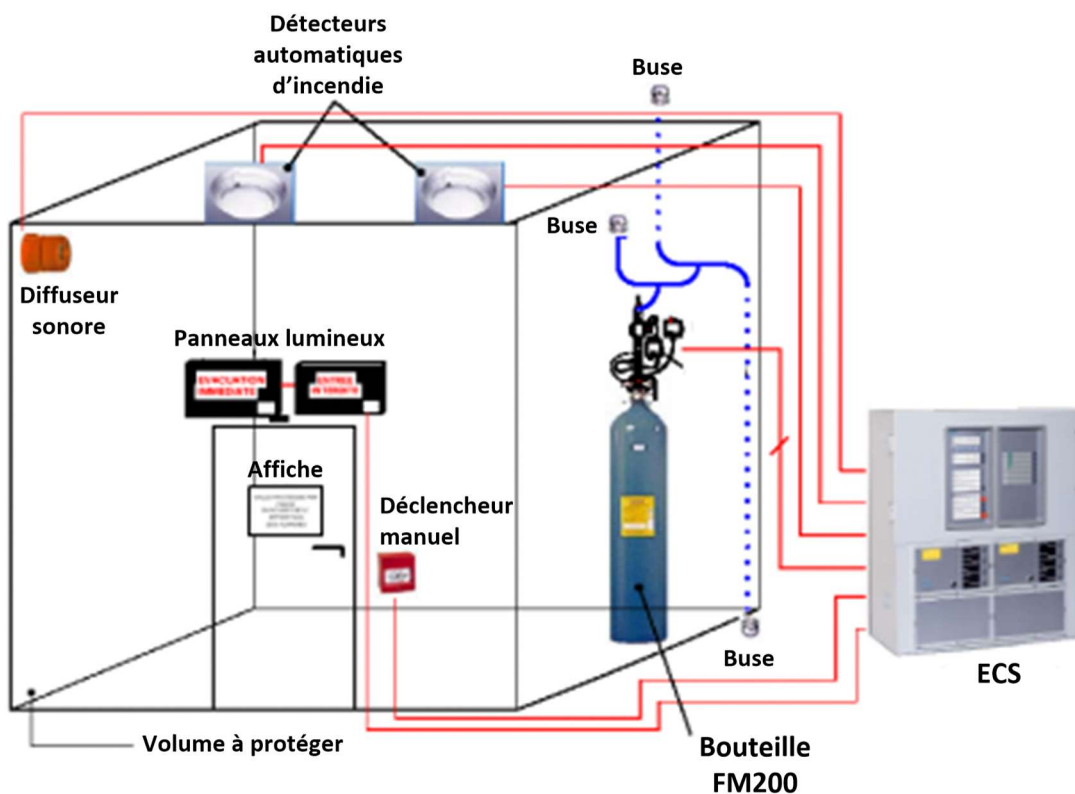 Détecteurs
automatiques
d’incendie
Buse
Buse
Diffuseur
sonore
Panneaux lumineux
EVACUATION
IMMEDIATE
ENTREE
INTERDITE
Affiche
Déclencheur
manuel
Buse
ECS
Volume à protéger
Bouteille
FM200